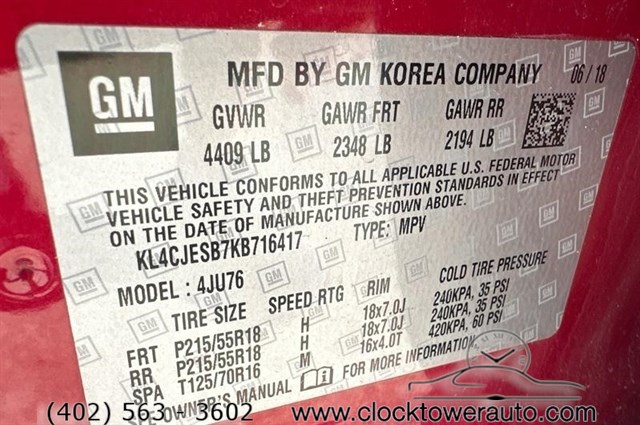 GM
MFD BY GM KOREA COMPANY 06/18
GVWR GAWR FRT GAWR RR
4409 LB 2348 LB 2194 LB
THIS VEHICLE CONFORMS TO ALL APPLICABLE U.S. FEDERAL MOTOR
VEHICLE SAFETY AND THEFT PREVENTION STANDARDS IN EFFECT
ON THE DATE OF MANUFACTURE SHOWN ABOVE.
KL4CJESB7KB716417 TYPE: MPV
MODEL: 4JU76
TIRE SIZE SPEED RTG RIM COLD TIRE PRESSURE
FRT P215/55R18 H 18x7.0J 240KPA, 35 PSI
RR P215/55R18 H 18x7.0J 240KPA, 35 PSI
SPA T125/70R16 M 16x4.0T 420KPA, 60 PSI
OWNER'S MANUAL FOR MORE INFORMATION
(402) 563 - 3602 www.clocktowerauto.com